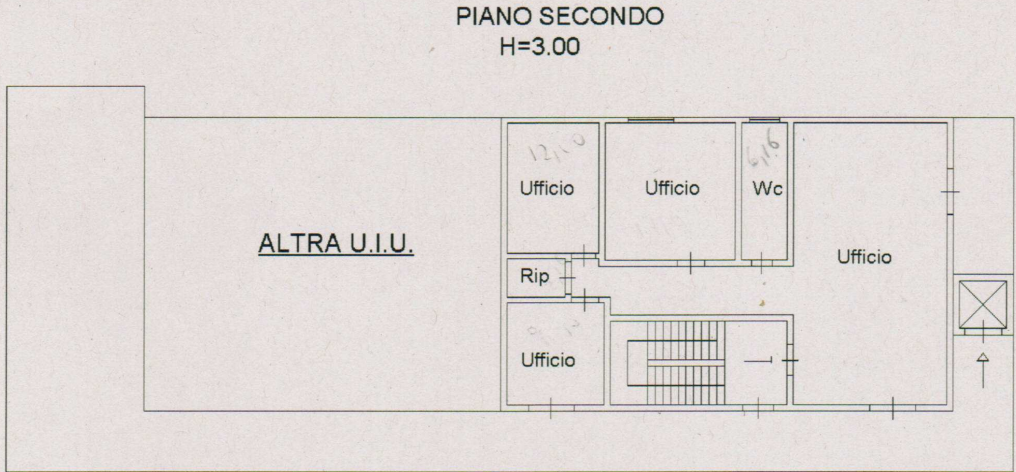 PIANO SECONDO
H=3.00
Ufficio
Ufficio
Wc
ALTRA U.I.U.
Ufficio
Rip
Ufficio